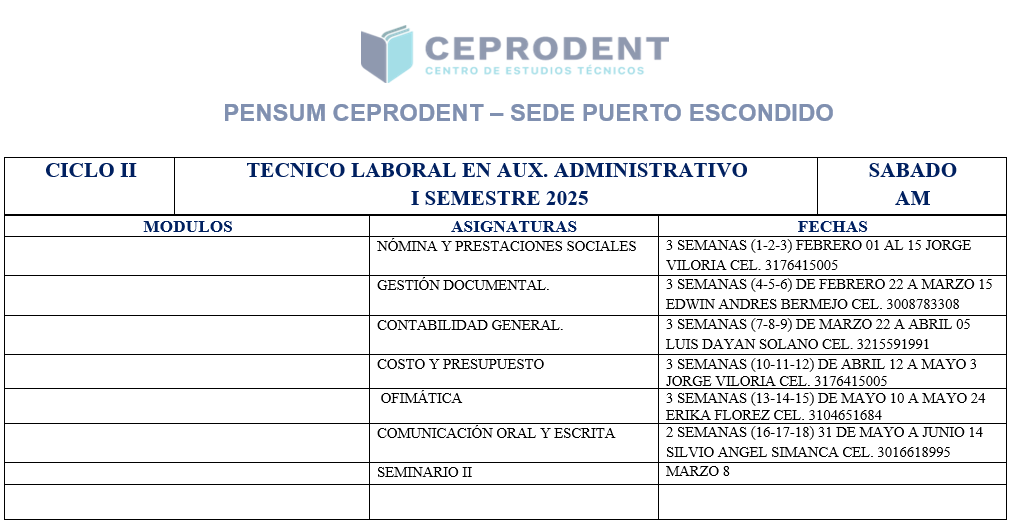 CEPRODENT
CENTRO DE ESTUDIOS TÉCNICOS
PENSUM CEPRODENT – SEDE PUERTO ESCONDIDO
CICLO II
TECNICO LABORAL EN AUX. ADMINISTRATIVO
I SEMESTRE 2025
SABADO
AM
MODULOS
ASIGNATURAS
FECHAS
NÓMINA Y PRESTACIONES SOCIALES
3 SEMANAS (1-2-3) FEBRERO 01 AL 15 JORGE
VILORIA CEL. 3176415005
GESTIÓN DOCUMENTAL.
3 SEMANAS (4-5-6) DE FEBRERO 22 A MARZO 15
EDWIN ANDRES BERMEJO CEL. 3008783308
CONTABILIDAD GENERAL.
3 SEMANAS (7-8-9) DE MARZO 22 A ABRIL 05
LUIS DAYAN SOLANO CEL. 3215591991
COSTO Y PRESUPUESTO
3 SEMANAS (10-11-12) DE ABRIL 12 A MAYO 3
JORGE VILORIA CEL. 3176415005
OFIMÁTICA
3 SEMANAS (13-14-15) DE MAYO 10 A MAYO 24
ERIKA FLOREZ CEL. 3104651684
COMUNICACIÓN ORAL Y ESCRITA
2 SEMANAS (16-17-18) 31 DE MAYO A JUNIO 14
SILVIO ANGEL SIMANCA CEL. 3016618995
SEMINARIO II
MARZO 8